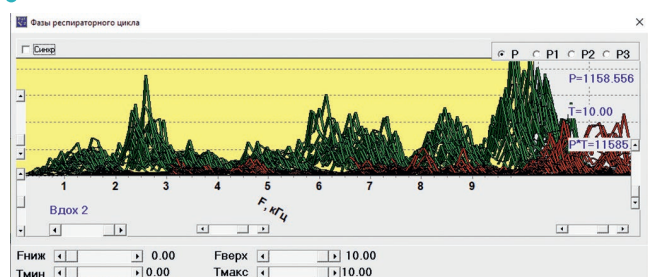 Фазы респираторного цикла
Синхр
P P1 P2 P3
P=1158.556
T=10.00
P*T=11585
1 2 3 4 5 6 7 8 9
F, кГц
Вдох 2
Fниж 0.00 Fверх 10.00
Tмин 0.00 Tмакс 10.00